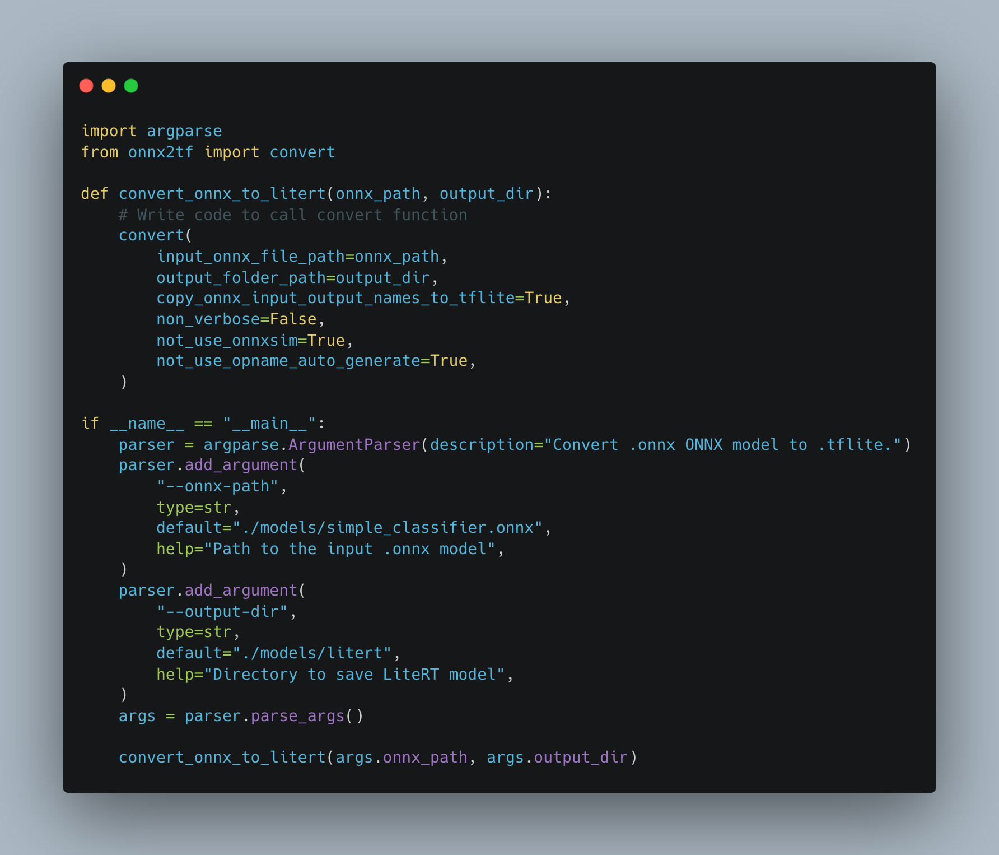 import argparse
from onnx2tf import convert

def convert_onnx_to_litert(onnx_path, output_dir):
    # Write code to call convert function
    convert(
        input_onnx_file_path=onnx_path,
        output_folder_path=output_dir,
        copy_onnx_input_output_names_to_tflite=True,
        non_verbose=False,
        not_use_onnxsim=True,
        not_use_opname_auto_generate=True,
    )

if __name__ == "__main__":
    parser = argparse.ArgumentParser(description="Convert .onnx ONNX model to .tflite.")
    parser.add_argument(
        "--onnx-path",
        type=str,
        default="./models/simple_classifier.onnx",
        help="Path to the input .onnx model",
    )
    parser.add_argument(
        "--output-dir",
        type=str,
        default="./models/litert",
        help="Directory to save LiteRT model",
    )
    args = parser.parse_args()

    convert_onnx_to_litert(args.onnx_path, args.output_dir)